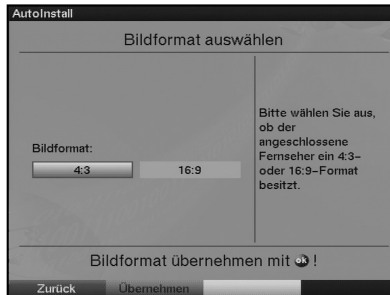 AutoInstall
Bildformat auswählen
Bildformat:
4:3 16:9
Bitte wählen Sie aus,
ob der
angeschlossene
Fernseher ein 4:3-
oder 16:9-Format
besitzt.
Bildformat übernehmen mit ok !
Zurück Übernehmen